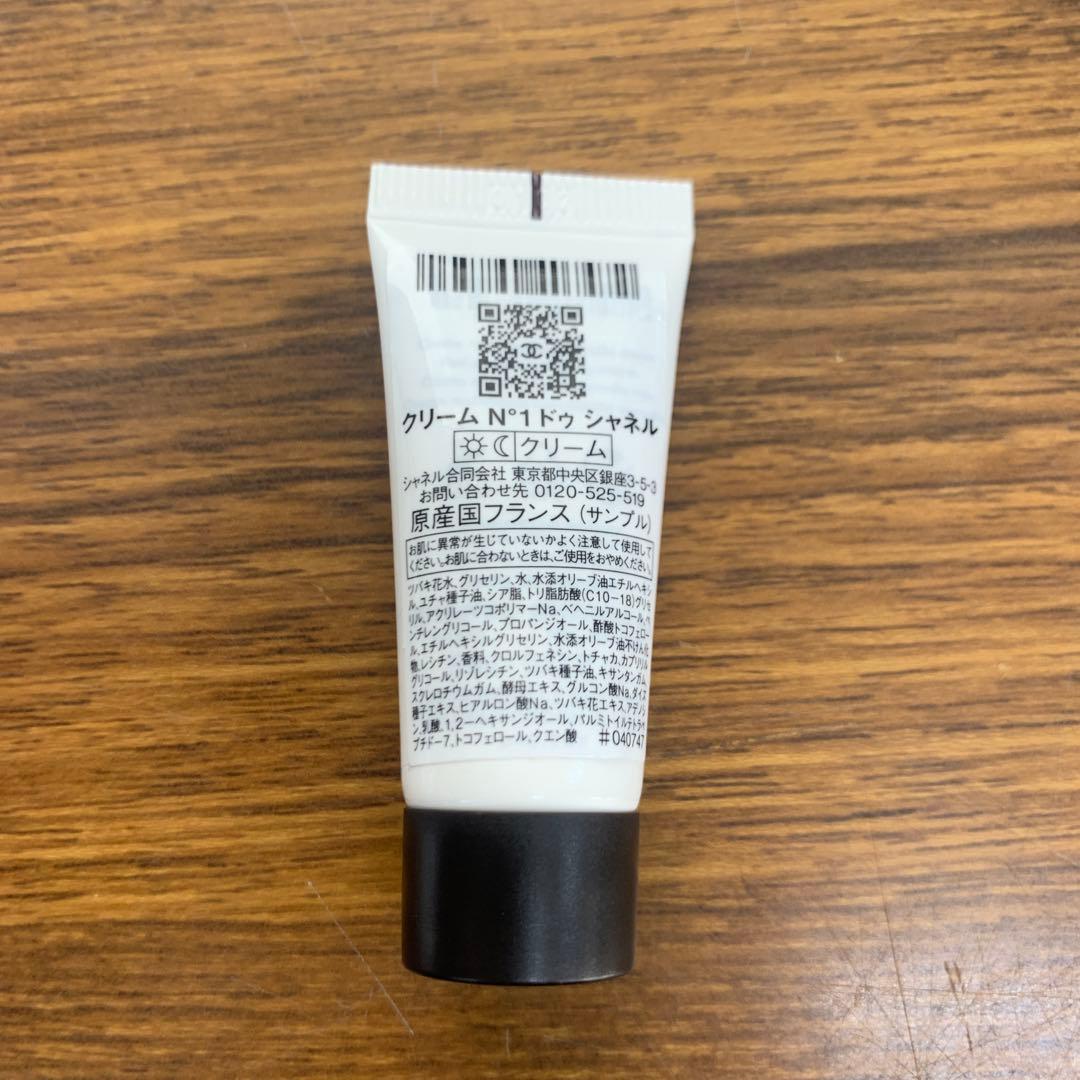 クリーム N°1 ドゥ シャネル
クリーム
シャネル合同会社 東京都中央区銀座3-5-3
お問い合わせ先 0120-525-519
原産国フランス (サンプル)
お肌に異常が生じていないかよく注意して使用して
ください。お肌に合わないときは、ご使用をおやめください。
ツバキ花水、グリセリン、水、水添オリーブ油エチルヘキシ
ル、ユチャ種子油、シア脂、トリ脂肪酸(C10-18)グリセ
リル、アクリレーツコポリマーNa、ベヘニルアルコール、ペ
ンチレングリコール、プロパンジオール、酢酸トコフェロー
ル、エチルヘキシルグリセリン、水添オリーブ油不けん化
物、レシチン、香料、クロルフェネシン、トチャカ、カプリリル
グリコール、リゾレシチン、ツバキ種子油、キサンタンガム、
スクレロチウムガム、酵母エキス、グルコン酸Na、ダイズ
種子エキス、ヒアルロン酸Na、ツバキ花エキス、アデノシ
ン、乳酸、1,2-ヘキサンジオール、パルミトイルテトラペ
プチド-7、トコフェロール、クエン酸 #040747